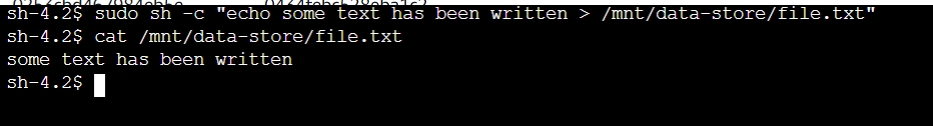 sh-4.2$ sudo sh -c "echo some text has been written > /mnt/data-store/file.txt"
sh-4.2$ cat /mnt/data-store/file.txt
some text has been written
sh-4.2$